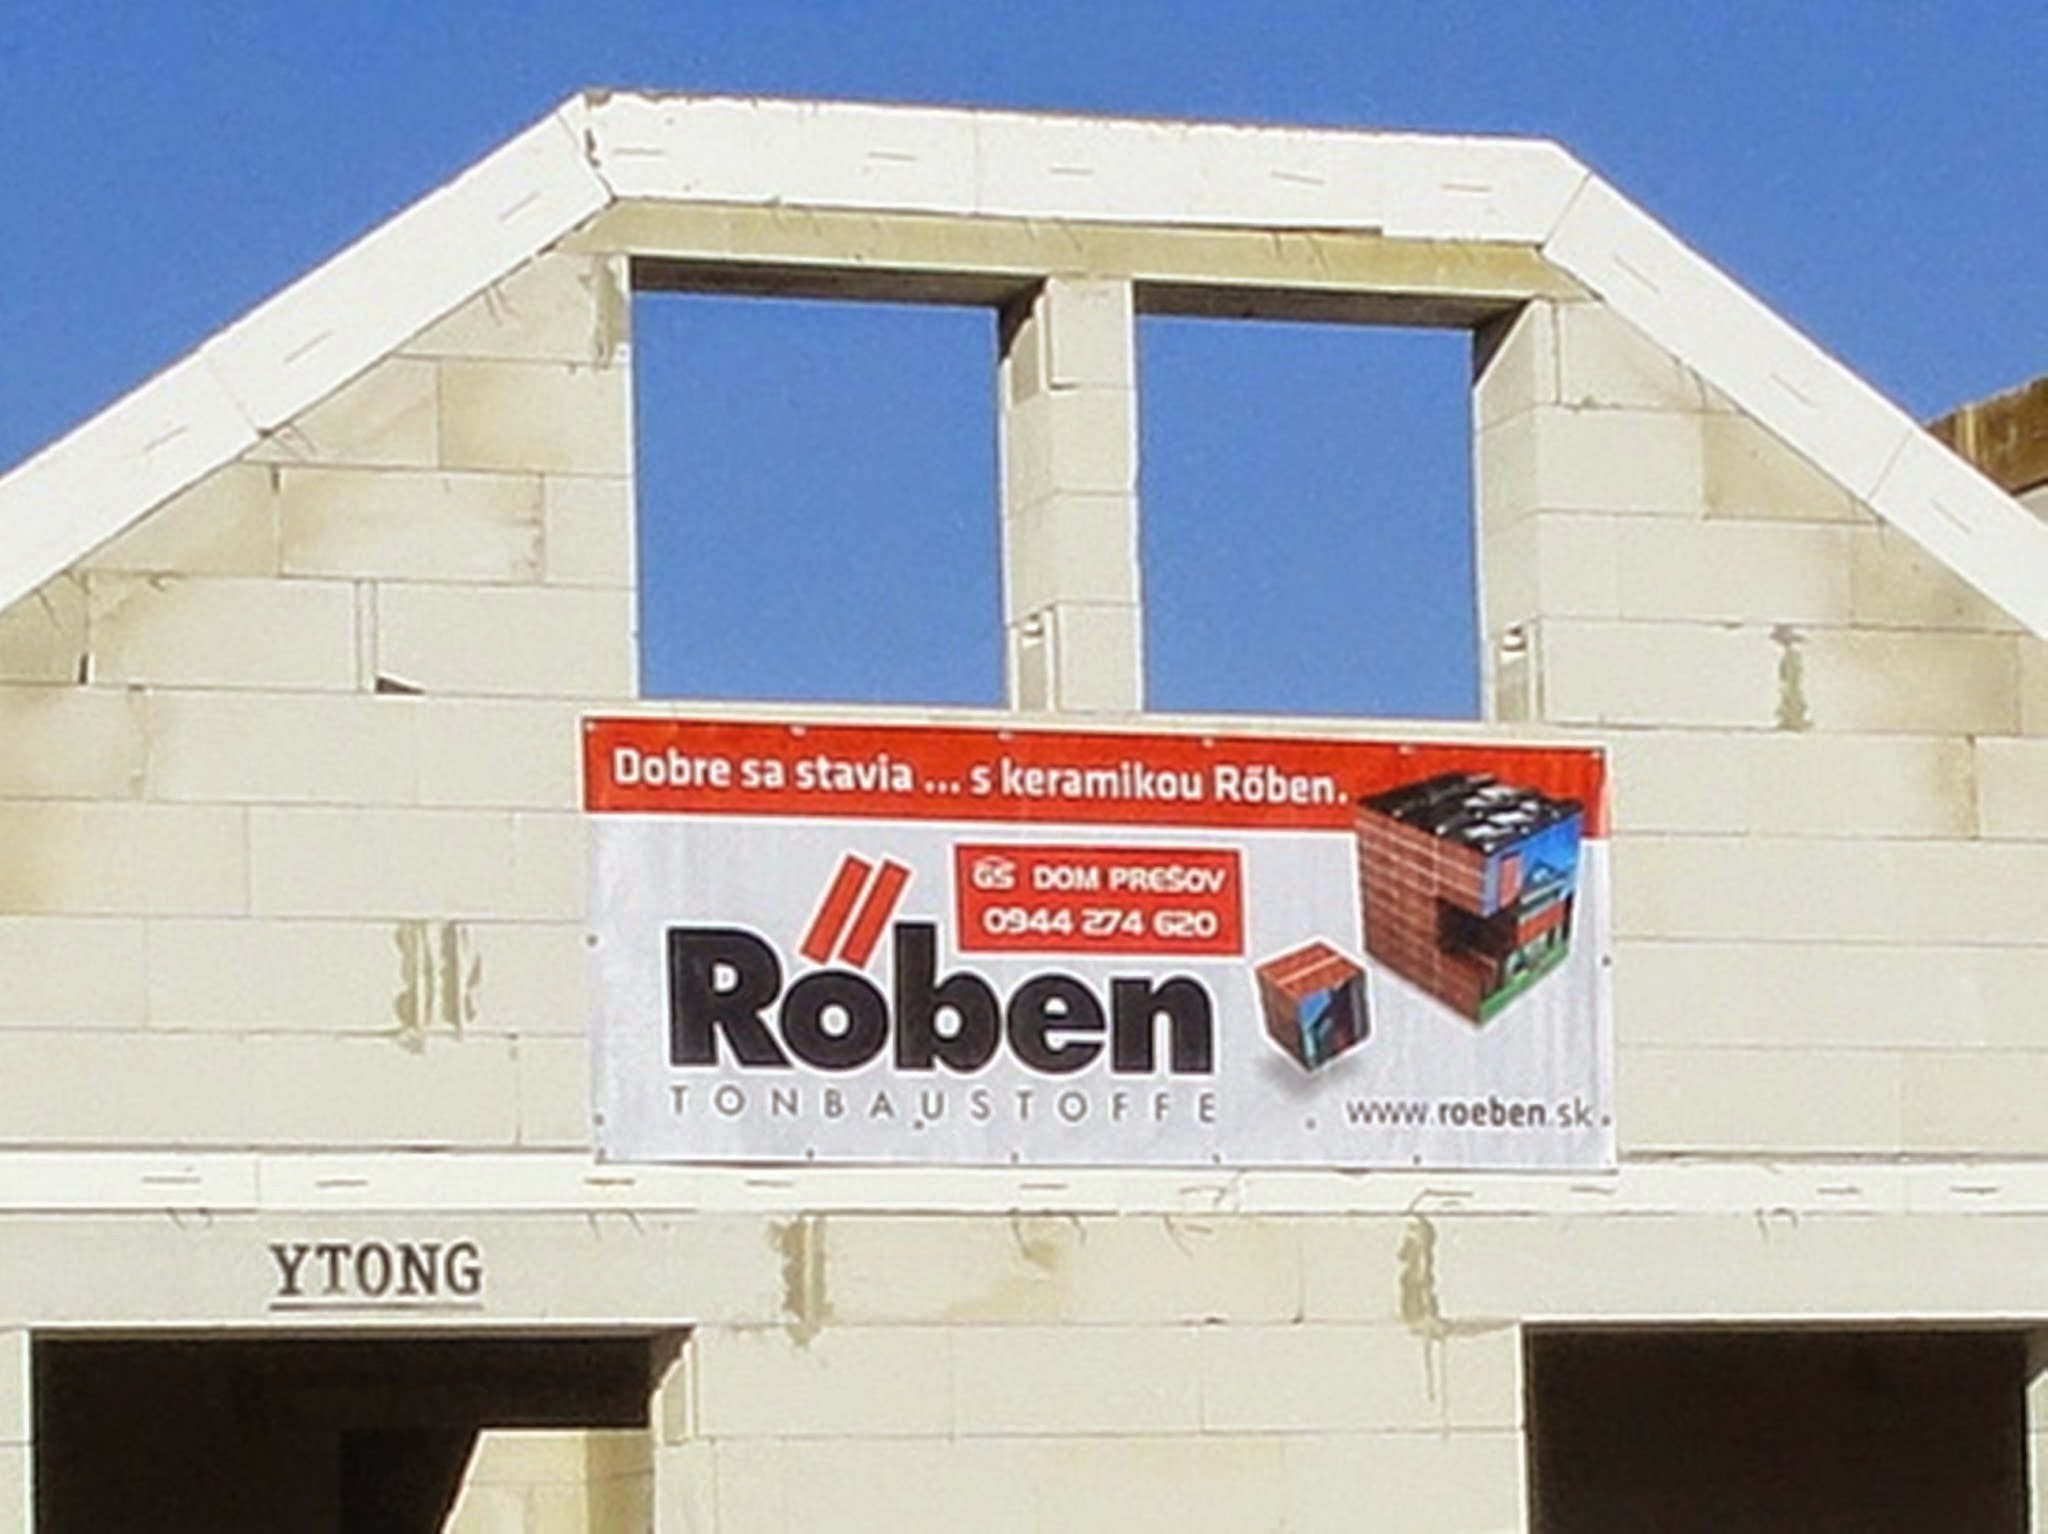 Dobre sa stavia ... s keramikou Röben.
GS DOM PREŠOV
0944 274 620
Röben
TONBAUSTOFFE
www.roeben.sk
YTONG